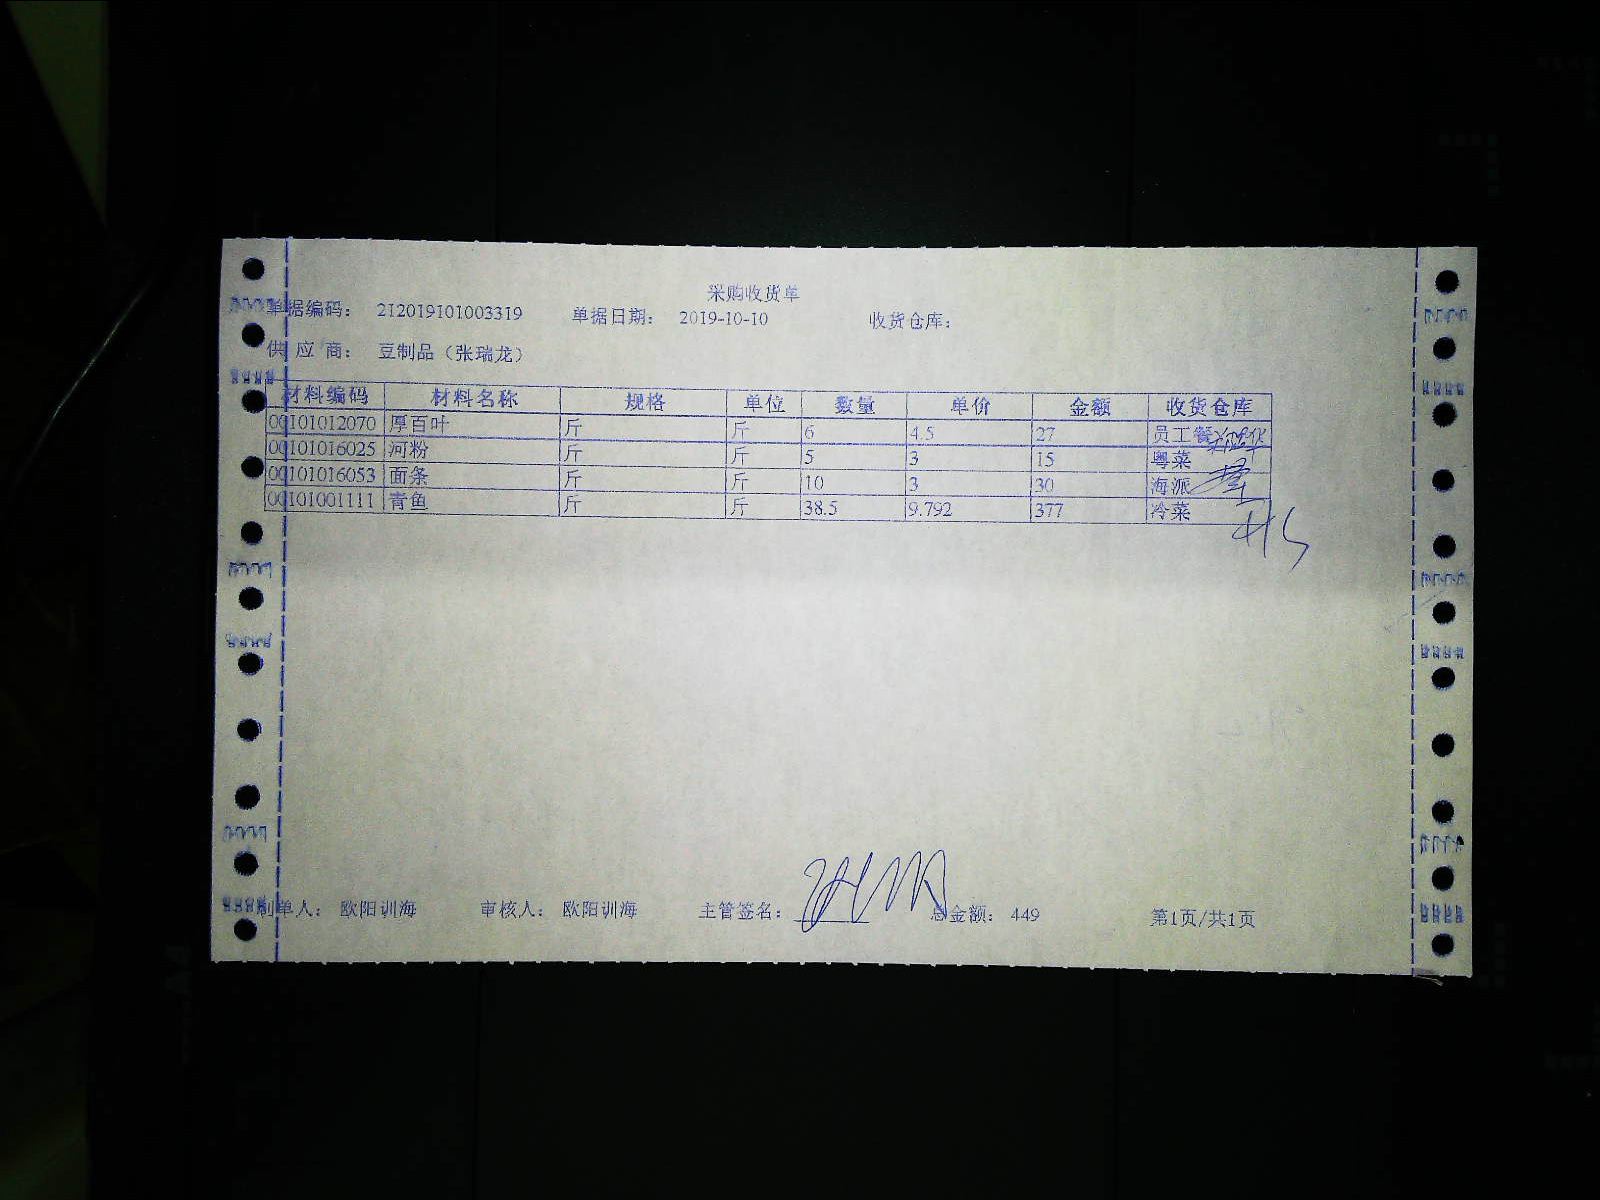 采购收货单
单据编码： 212019101003319 单据日期： 2019-10-10 收货仓库：
供 应 商： 豆制品（张瑞龙）
材料编码 材料名称 规格 单位 数量 单价 金额 收货仓库
00101012070 厚百叶 斤 斤 6 4.5 27 员工餐
00101016025 河粉 斤 斤 5 3 15 粤菜
00101016053 面条 斤 斤 10 3 30 海派
00101001111 青鱼 斤 斤 38.5 9.792 377 冷菜
制单人： 欧阳训海 审核人： 欧阳训海 主管签名： 总金额： 449 第1页/共1页